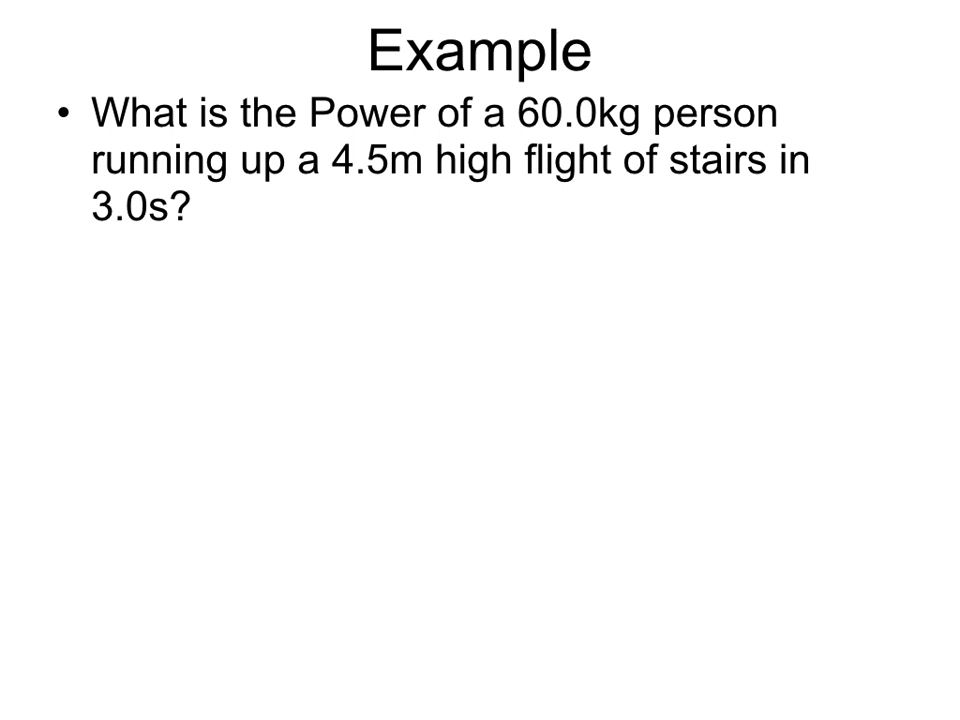 Example
• What is the Power of a 60.0kg person
running up a 4.5m high flight of stairs in
3.0s?